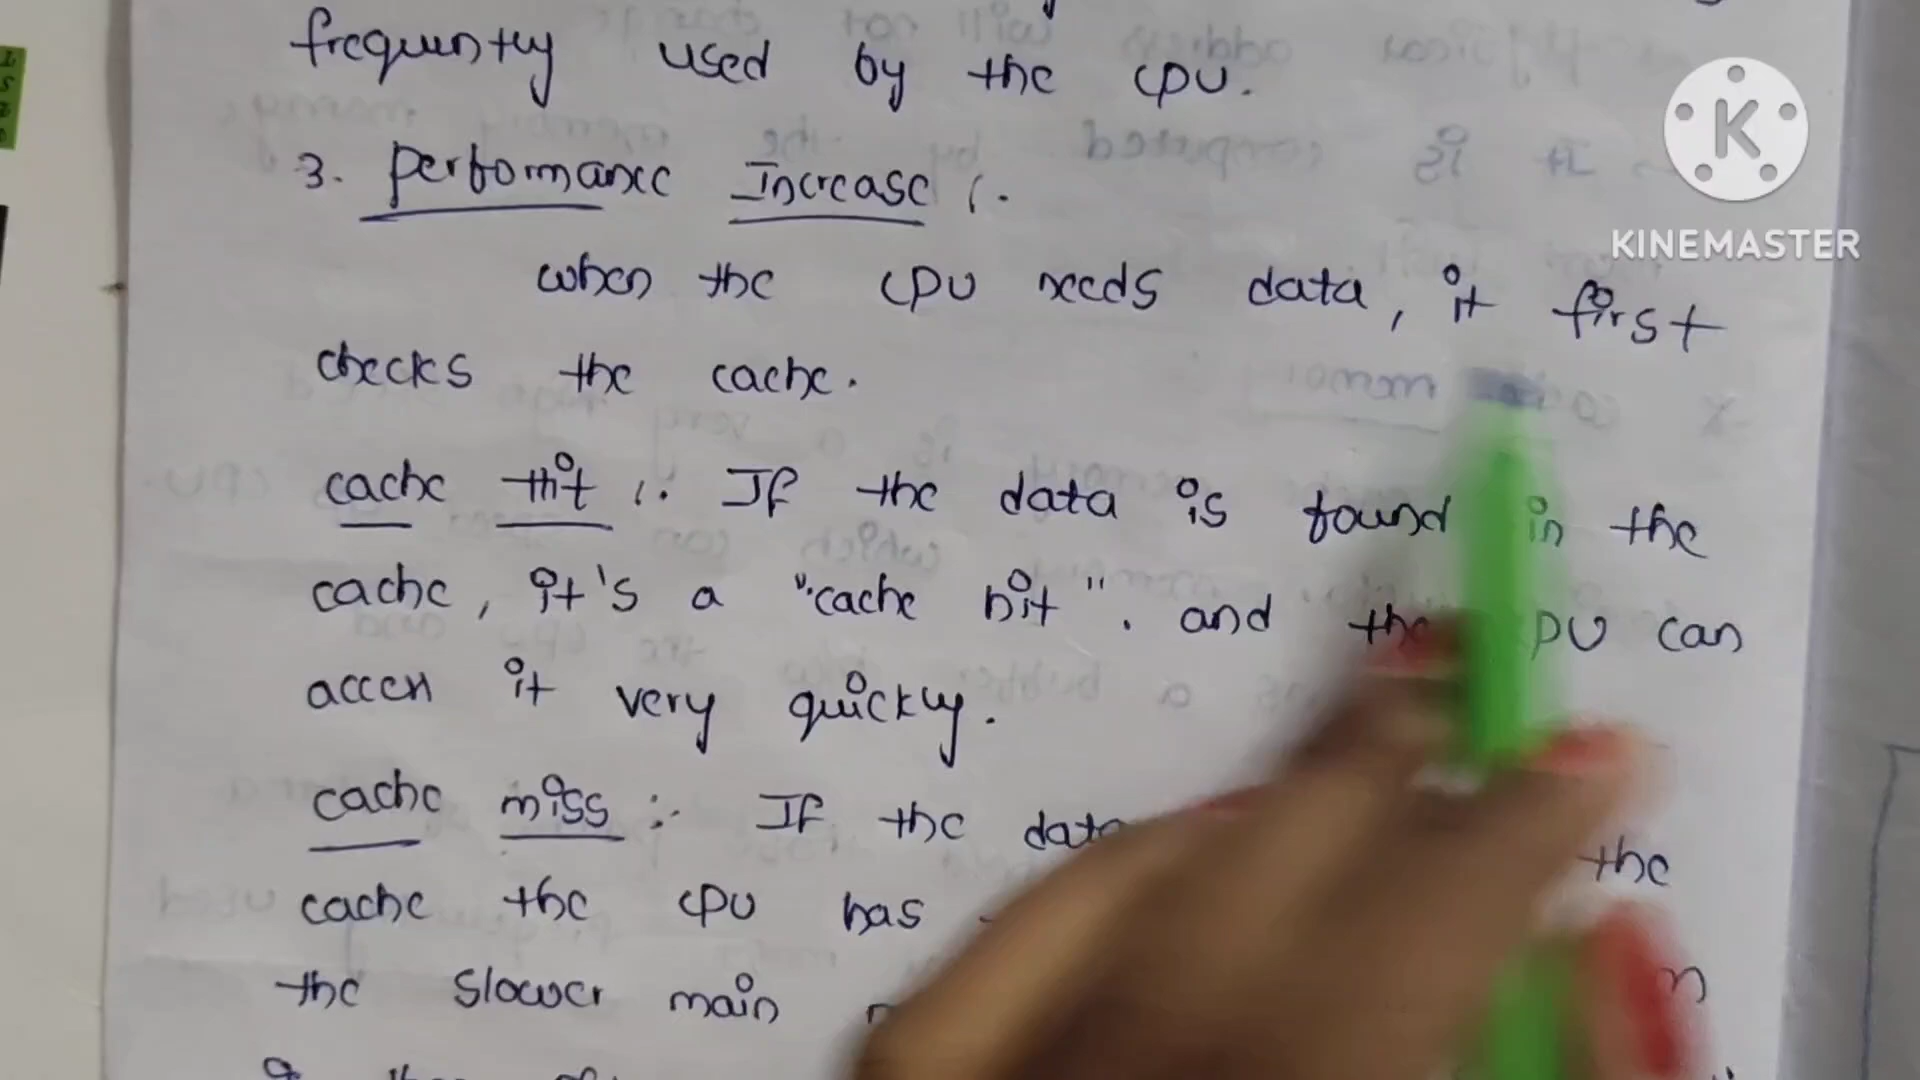 frequently used by the CPU.
3. Performance Increase :-
when the CPU needs data, it first
checks the cache.
cache Hit :- If the data is found in the
cache, it's a "cache hit". and the CPU can
access it very quickly.
cache miss :- If the data the
cache the CPU has
the slower main
KINEMASTER